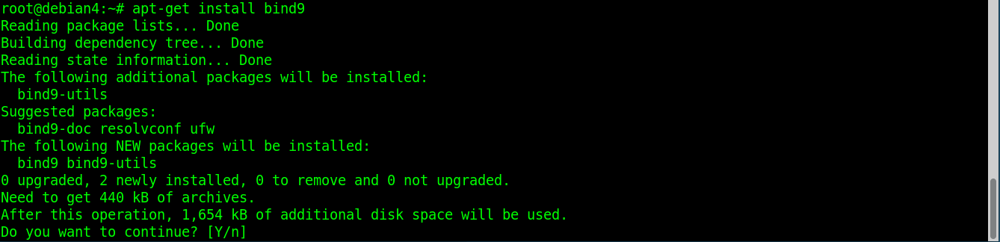 root@debian4:~# apt-get install bind9
Reading package lists... Done
Building dependency tree... Done
Reading state information... Done
The following additional packages will be installed:
  bind9-utils
Suggested packages:
  bind9-doc resolvconf ufw
The following NEW packages will be installed:
  bind9 bind9-utils
0 upgraded, 2 newly installed, 0 to remove and 0 not upgraded.
Need to get 440 kB of archives.
After this operation, 1,654 kB of additional disk space will be used.
Do you want to continue? [Y/n]